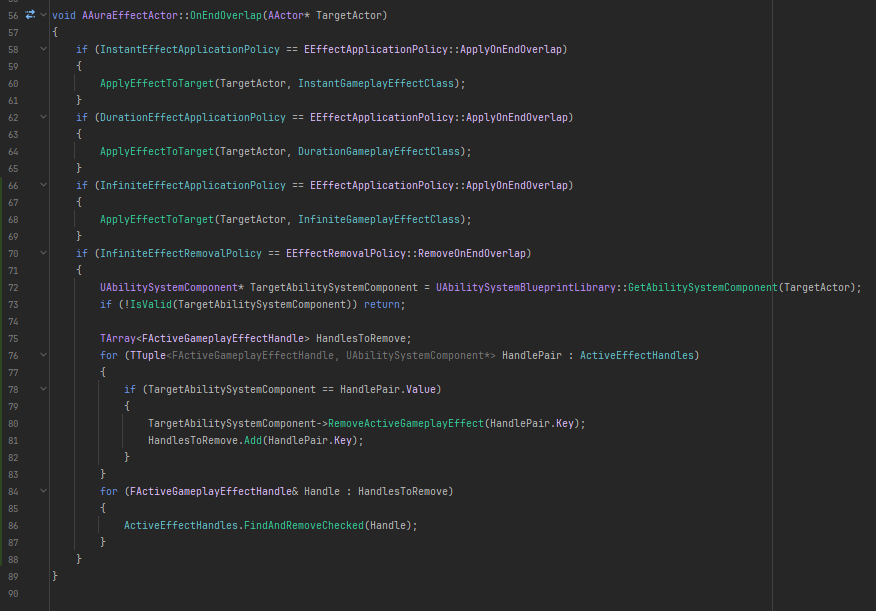 56 void AAuraEffectActor::OnEndOverlap(AActor* TargetActor)
57 {
58     if (InstantEffectApplicationPolicy == EEffectApplicationPolicy::ApplyOnEndOverlap)
59     {
60         ApplyEffectToTarget(TargetActor, InstantGameplayEffectClass);
61     }
62     if (DurationEffectApplicationPolicy == EEffectApplicationPolicy::ApplyOnEndOverlap)
63     {
64         ApplyEffectToTarget(TargetActor, DurationGameplayEffectClass);
65     }
66     if (InfiniteEffectApplicationPolicy == EEffectApplicationPolicy::ApplyOnEndOverlap)
67     {
68         ApplyEffectToTarget(TargetActor, InfiniteGameplayEffectClass);
69     }
70     if (InfiniteEffectRemovalPolicy == EEffectRemovalPolicy::RemoveOnEndOverlap)
71     {
72         UAbilitySystemComponent* TargetAbilitySystemComponent = UAbilitySystemBlueprintLibrary::GetAbilitySystemComponent(TargetActor);
73         if (!IsValid(TargetAbilitySystemComponent)) return;
74
75         TArray<FActiveGameplayEffectHandle> HandlesToRemove;
76         for (TTuple<FActiveGameplayEffectHandle, UAbilitySystemComponent*> HandlePair : ActiveEffectHandles)
77         {
78             if (TargetAbilitySystemComponent == HandlePair.Value)
79             {
80                 TargetAbilitySystemComponent->RemoveActiveGameplayEffect(HandlePair.Key);
81                 HandlesToRemove.Add(HandlePair.Key);
82             }
83         }
84         for (FActiveGameplayEffectHandle& Handle : HandlesToRemove)
85         {
86             ActiveEffectHandles.FindAndRemoveChecked(Handle);
87         }
88     }
89 }
90